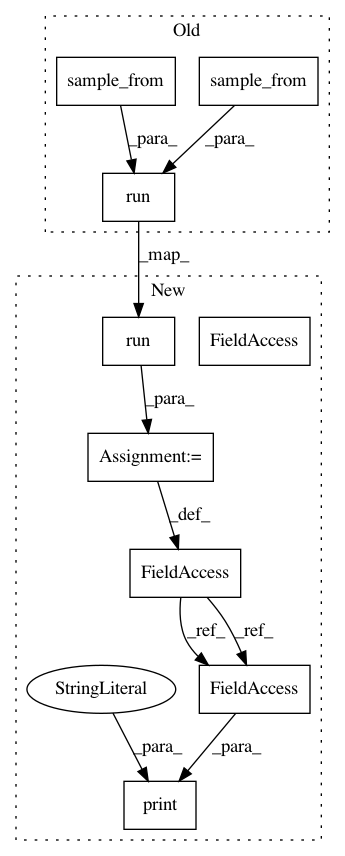 Old
sample_from
sample_from
_para_
_para_
run
_map_
New
run
FieldAccess
_para_
Assignment:=
_def_
FieldAccess
_ref_
_ref_
StringLiteral
FieldAccess
_para_
_para_
print